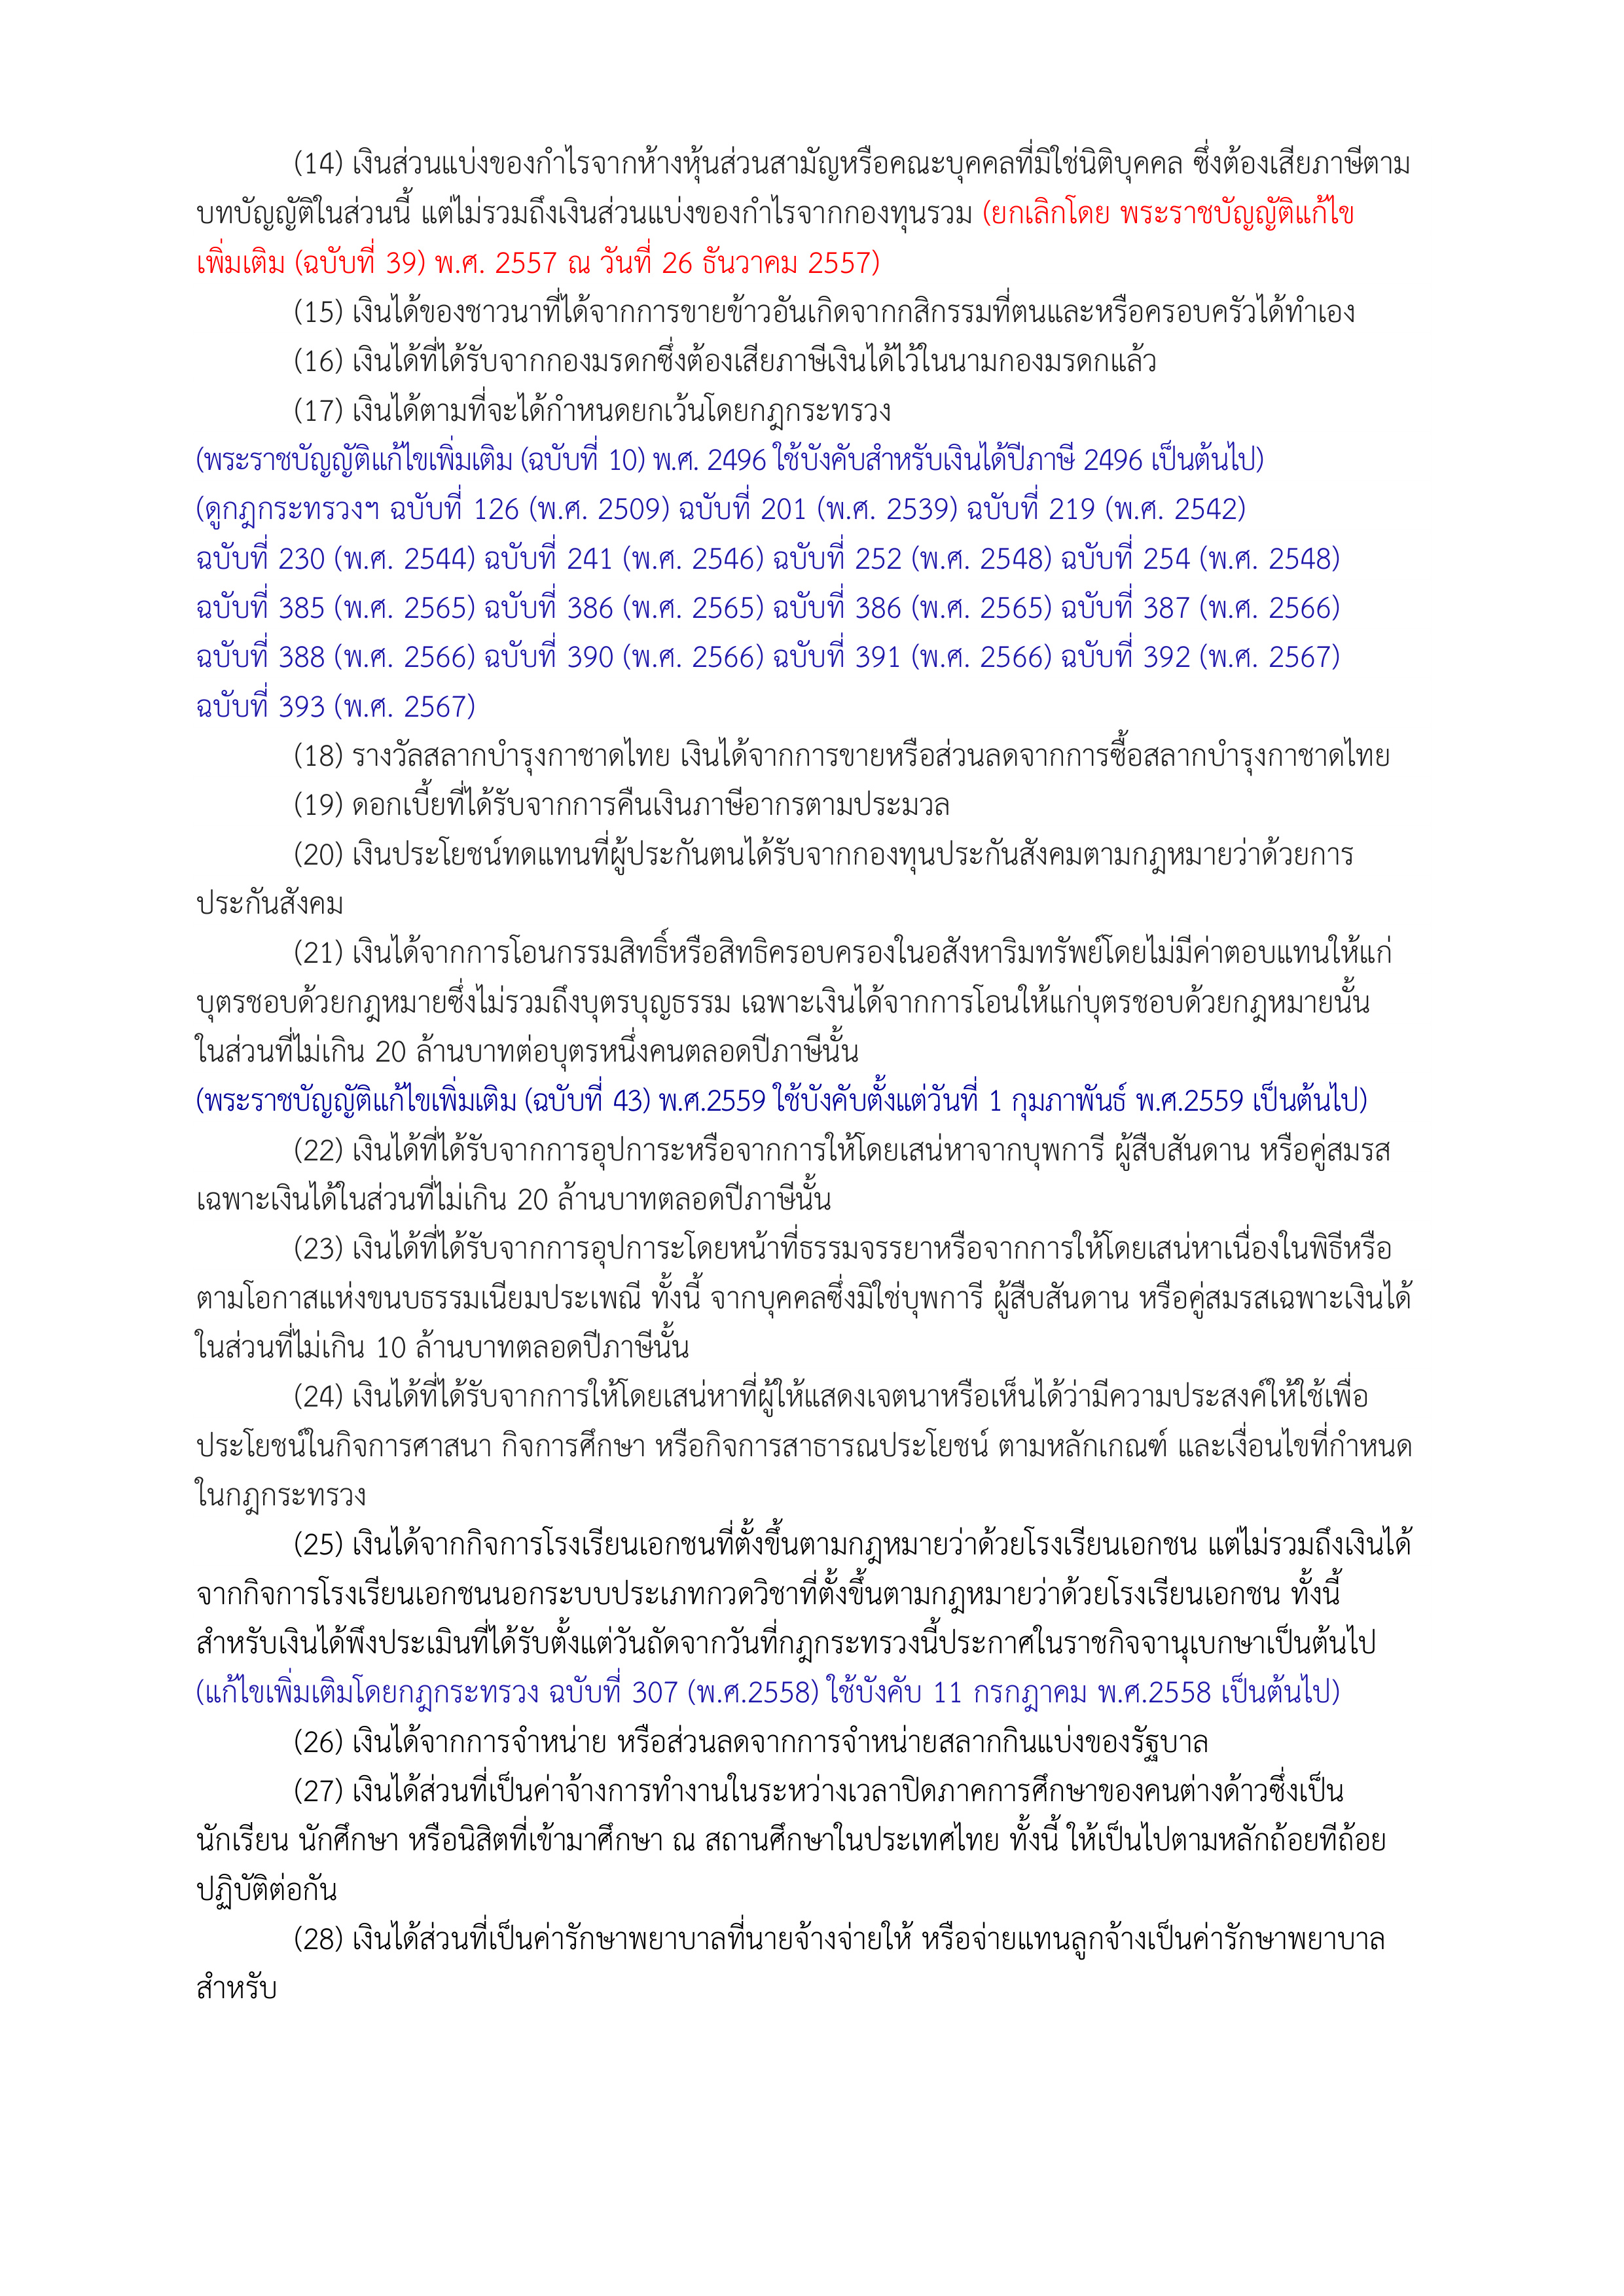 (14) เงินส่วนแบ่งของกำไรจากห้างหุ้นส่วนสามัญหรือคณะบุคคลที่มิใช่นิติบุคคล ซึ่งต้องเสียภาษีตาม
บทบัญญัติในส่วนนี้ แต่ไม่รวมถึงเงินส่วนแบ่งของกำไรจากกองทุนรวม (ยกเลิกโดย พระราชบัญญัติแก้ไข
เพิ่มเติม (ฉบับที่ 39) พ.ศ. 2557 ณ วันที่ 26 ธันวาคม 2557)
(15) เงินได้ของชาวนาที่ได้จากการขายข้าวอันเกิดจากกสิกรรมที่ตนและหรือครอบครัวได้ทำเอง
(16) เงินได้ที่ได้รับจากกองมรดกซึ่งต้องเสียภาษีเงินได้ไว้ในนามกองมรดกแล้ว
(17) เงินได้ตามที่จะได้กำหนดยกเว้นโดยกฎกระทรวง
(พระราชบัญญัติแก้ไขเพิ่มเติม (ฉบับที่ 10) พ.ศ. 2496 ใช้บังคับสำหรับเงินได้ปีภาษี 2496 เป็นต้นไป)
(ดูกฎกระทรวงฯ ฉบับที่ 126 (พ.ศ. 2509) ฉบับที่ 201 (พ.ศ. 2539) ฉบับที่ 219 (พ.ศ. 2542)
ฉบับที่ 230 (พ.ศ. 2544) ฉบับที่ 241 (พ.ศ. 2546) ฉบับที่ 252 (พ.ศ. 2548) ฉบับที่ 254 (พ.ศ. 2548)
ฉบับที่ 385 (พ.ศ. 2565) ฉบับที่ 386 (พ.ศ. 2565) ฉบับที่ 386 (พ.ศ. 2565) ฉบับที่ 387 (พ.ศ. 2566)
ฉบับที่ 388 (พ.ศ. 2566) ฉบับที่ 390 (พ.ศ. 2566) ฉบับที่ 391 (พ.ศ. 2566) ฉบับที่ 392 (พ.ศ. 2567)
ฉบับที่ 393 (พ.ศ. 2567)
(18) รางวัลสลากบำรุงกาชาดไทย เงินได้จากการขายหรือส่วนลดจากการซื้อสลากบำรุงกาชาดไทย
(19) ดอกเบี้ยที่ได้รับจากการคืนเงินภาษีอากรตามประมวล
(20) เงินประโยชน์ทดแทนที่ผู้ประกันตนได้รับจากกองทุนประกันสังคมตามกฎหมายว่าด้วยการ
ประกันสังคม
(21) เงินได้จากการโอนกรรมสิทธิ์หรือสิทธิครอบครองในอสังหาริมทรัพย์โดยไม่มีค่าตอบแทนให้แก่
บุตรชอบด้วยกฎหมายซึ่งไม่รวมถึงบุตรบุญธรรม เฉพาะเงินได้จากการโอนให้แก่บุตรชอบด้วยกฎหมายนั้น
ในส่วนที่ไม่เกิน 20 ล้านบาทต่อบุตรหนึ่งคนตลอดปีภาษีนั้น
(พระราชบัญญัติแก้ไขเพิ่มเติม (ฉบับที่ 43) พ.ศ.2559 ใช้บังคับตั้งแต่วันที่ 1 กุมภาพันธ์ พ.ศ.2559 เป็นต้นไป)
(22) เงินได้ที่ได้รับจากการอุปการะหรือจากการให้โดยเสน่หาจากบุพการี ผู้สืบสันดาน หรือคู่สมรส
เฉพาะเงินได้ในส่วนที่ไม่เกิน 20 ล้านบาทตลอดปีภาษีนั้น
(23) เงินได้ที่ได้รับจากการอุปการะโดยหน้าที่ธรรมจรรยาหรือจากการให้โดยเสน่หาเนื่องในพิธีหรือ
ตามโอกาสแห่งขนบธรรมเนียมประเพณี ทั้งนี้ จากบุคคลซึ่งมิใช่บุพการี ผู้สืบสันดาน หรือคู่สมรสเฉพาะเงินได้
ในส่วนที่ไม่เกิน 10 ล้านบาทตลอดปีภาษีนั้น
(24) เงินได้ที่ได้รับจากการให้โดยเสน่หาที่ผู้ให้แสดงเจตนาหรือเห็นได้ว่ามีความประสงค์ให้ใช้เพื่อ
ประโยชน์ในกิจการศาสนา กิจการศึกษา หรือกิจการสาธารณประโยชน์ ตามหลักเกณฑ์ และเงื่อนไขที่กำหนด
ในกฎกระทรวง
(25) เงินได้จากกิจการโรงเรียนเอกชนที่ตั้งขึ้นตามกฎหมายว่าด้วยโรงเรียนเอกชน แต่ไม่รวมถึงเงินได้
จากกิจการโรงเรียนเอกชนนอกระบบประเภทกวดวิชาที่ตั้งขึ้นตามกฎหมายว่าด้วยโรงเรียนเอกชน ทั้งนี้
สำหรับเงินได้พึงประเมินที่ได้รับตั้งแต่วันถัดจากวันที่กฎกระทรวงนี้ประกาศในราชกิจจานุเบกษาเป็นต้นไป
(แก้ไขเพิ่มเติมโดยกฎกระทรวง ฉบับที่ 307 (พ.ศ.2558) ใช้บังคับ 11 กรกฎาคม พ.ศ.2558 เป็นต้นไป)
(26) เงินได้จากการจำหน่าย หรือส่วนลดจากการจำหน่ายสลากกินแบ่งของรัฐบาล
(27) เงินได้ส่วนที่เป็นค่าจ้างการทำงานในระหว่างเวลาปิดภาคการศึกษาของคนต่างด้าวซึ่งเป็น
นักเรียน นักศึกษา หรือนิสิตที่เข้ามาศึกษา ณ สถานศึกษาในประเทศไทย ทั้งนี้ ให้เป็นไปตามหลักถ้อยทีถ้อย
ปฏิบัติต่อกัน
(28) เงินได้ส่วนที่เป็นค่ารักษาพยาบาลที่นายจ้างจ่ายให้ หรือจ่ายแทนลูกจ้างเป็นค่ารักษาพยาบาล
สำหรับ